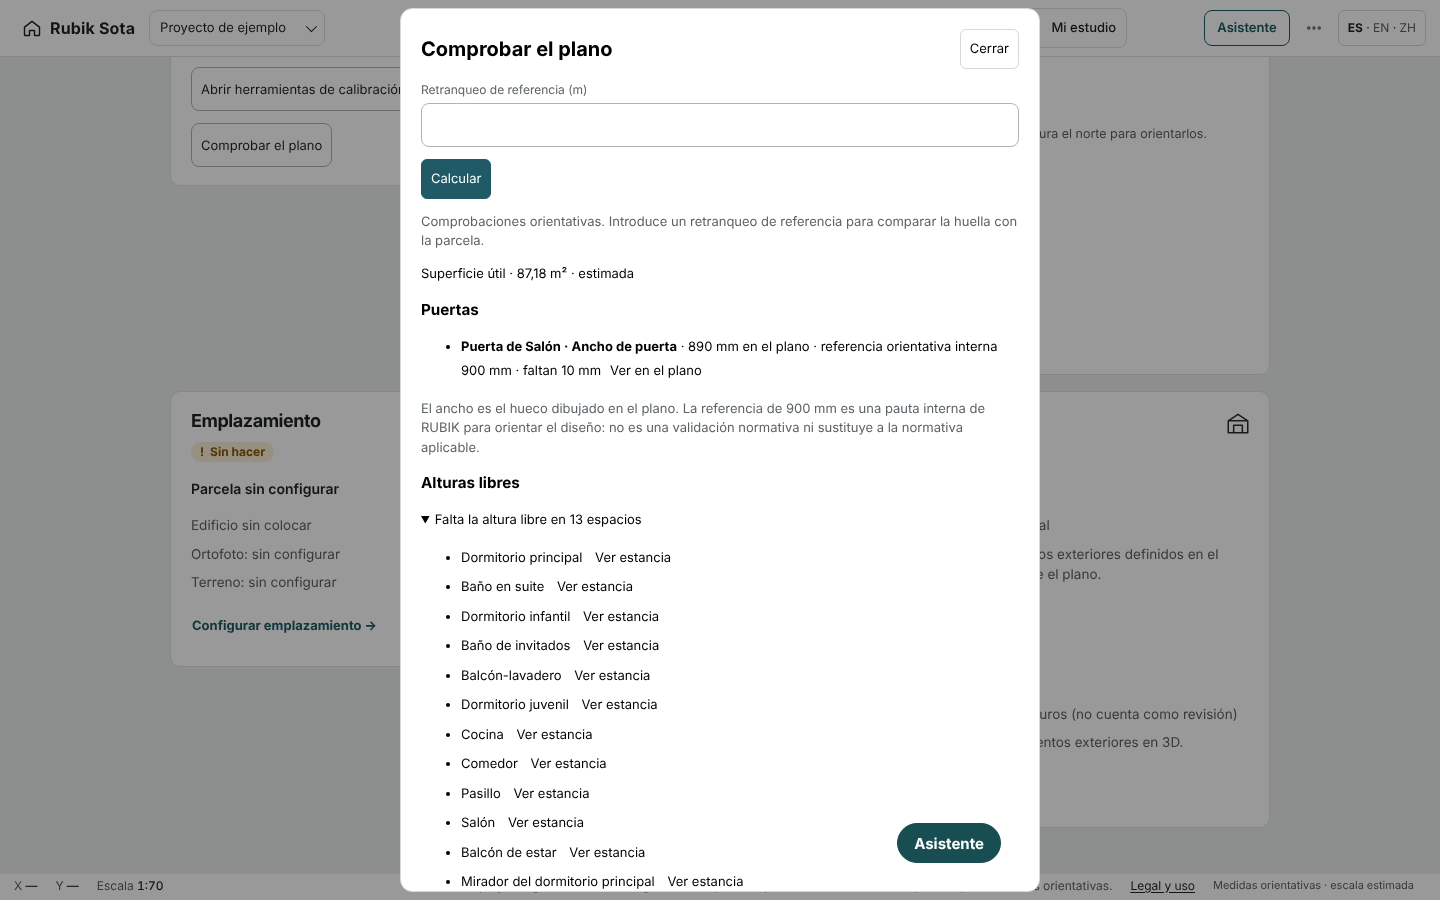 Rubik Sota
Proyecto de ejemplo
Mi estudio
Asistente
ES · EN · ZH
Abrir herramientas de calibración
Comprobar el plano
ura el norte para orientarlos.
Comprobar el plano
Cerrar
Retranqueo de referencia (m)
Calcular
Comprobaciones orientativas. Introduce un retranqueo de referencia para comparar la huella con
la parcela.
Superficie útil · 87,18 m² · estimada
Puertas
• Puerta de Salón · Ancho de puerta · 890 mm en el plano · referencia orientativa interna
900 mm · faltan 10 mm Ver en el plano
El ancho es el hueco dibujado en el plano. La referencia de 900 mm es una pauta interna de
RUBIK para orientar el diseño: no es una validación normativa ni sustituye a la normativa
aplicable.
Alturas libres
▼ Falta la altura libre en 13 espacios
• Dormitorio principal Ver estancia
• Baño en suite Ver estancia
• Dormitorio infantil Ver estancia
• Baño de invitados Ver estancia
• Balcón-lavadero Ver estancia
• Dormitorio juvenil Ver estancia
• Cocina Ver estancia
• Comedor Ver estancia
• Pasillo Ver estancia
• Salón Ver estancia
• Balcón de estar Ver estancia
• Mirador del dormitorio principal Ver estancia
Asistente
Emplazamiento
! Sin hacer
Parcela sin configurar
Edificio sin colocar
Ortofoto: sin configurar
Terreno: sin configurar
Configurar emplazamiento →
al
os exteriores definidos en el
e el plano.
uros (no cuenta como revisión)
entos exteriores en 3D.
X — Y — Escala 1:70
orientativas.
Legal y uso
Medidas orientativas · escala estimada